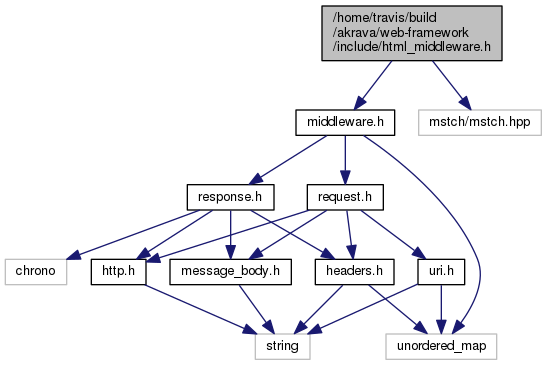 /home/travis/build
/akrava/web-framework
/include/html_middleware.h
middleware.h
mstch/mstch.hpp
response.h
request.h
chrono
http.h
message_body.h
headers.h
uri.h
string
unordered_map